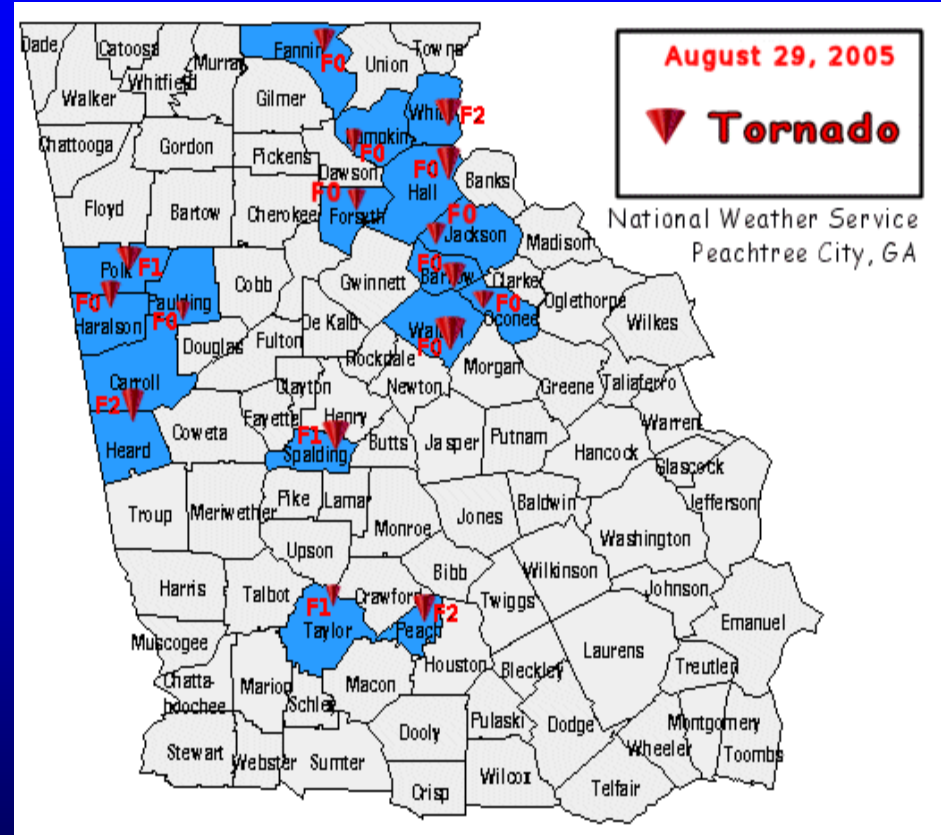 August 29, 2005
Tornado
National Weather Service
Peachtree City, GA
Dade
Catoosa
Fannin
F0
Union
Towns
Murray
Whitfield
Walker
Gilmer
F2
F0
Chattooga
Gordon
Pickens
Dawson
F0
Hall
Banks
F0
Floyd
Bartow
Cherokee
Forsyth
F0
Jackson
Madison
Polk
F1
Cobb
Gwinnett
F0
Clarke
Oglethorpe
F0
Paulding
F0
F0
Oconee
Wilkes
Haralson
Douglas
Fulton
De Kalb
F0
Rockdale
Morgan
Carroll
Clayton
Newton
Greene
Taliaferro
F2
Fayette
Henry
Warren
Heard
Coweta
F1
Spalding
Butts
Jasper
Putnam
Hancock
Glascock
Troup
Meriwether
Pike
Lamar
Monroe
Jones
Baldwin
Jefferson
Upson
Washington
Harris
Talbot
Crawford
Bibb
Wilkinson
Johnson
F1
Taylor
F2
Peach
Twiggs
Emanuel
Muscogee
Houston
Bleckley
Laurens
Treutlen
Chatta-
hoochee
Marion
Schley
Macon
Dooly
Pulaski
Dodge
Montgomery
Wheeler
Toombs
Stewart
Webster
Sumter
Crisp
Wilcox
Telfair